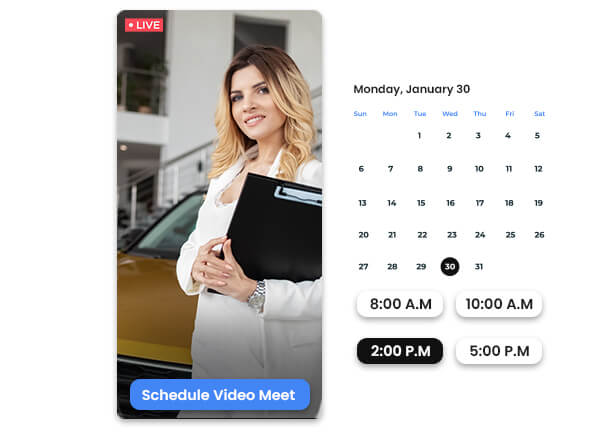 LIVE
Schedule Video Meet
Monday, January 30
Sun Mon Tue Wed Thu Fri Sat
1 2 3 4 5
6 7 8 9 10 11 12
13 14 15 16 17 18 19
20 21 22 23 24 25 26
27 28 29 30 31
8:00 A.M 10:00 A.M
2:00 P.M 5:00 P.M